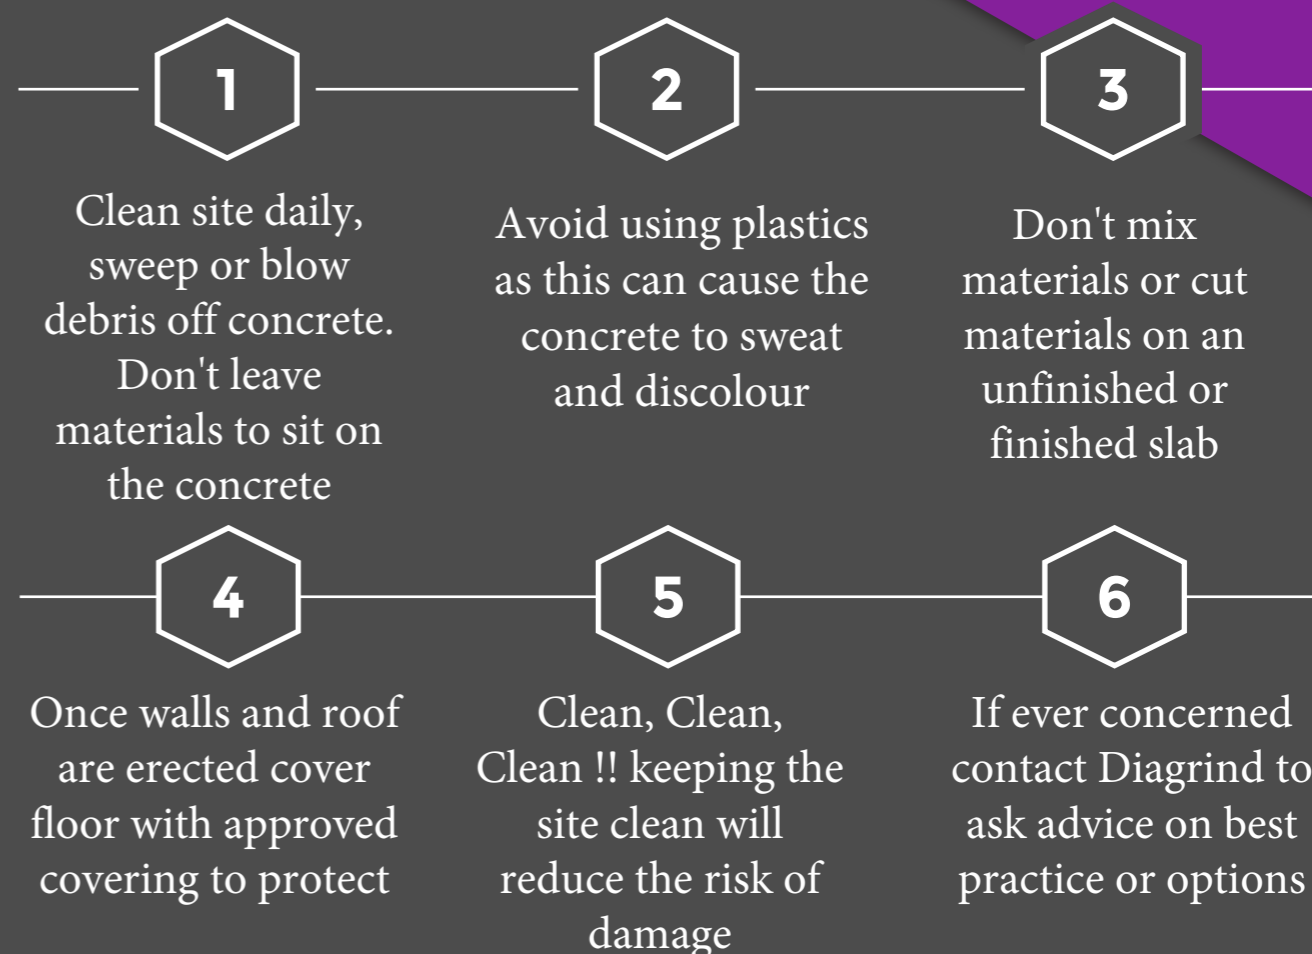 1
Clean site daily,
sweep or blow
debris off concrete.
Don't leave
materials to sit on
the concrete
2
Avoid using plastics
as this can cause the
concrete to sweat
and discolour
3
Don't mix
materials or cut
materials on an
unfinished or
finished slab
4
Once walls and roof
are erected cover
floor with approved
covering to protect
5
Clean, Clean,
Clean !! keeping the
site clean will
reduce the risk of
damage
6
If ever concerned
contact Diagrind to
ask advice on best
practice or options